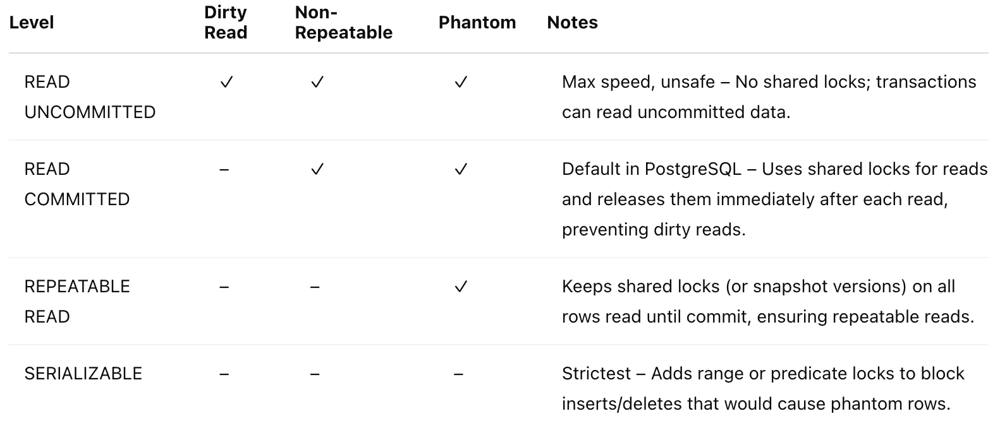 Level Dirty Read Non-Repeatable Phantom Notes
READ ✓ ✓ ✓ Max speed, unsafe – No shared locks; transactions
UNCOMMITTED can read uncommitted data.
READ – ✓ ✓ Default in PostgreSQL – Uses shared locks for reads
COMMITTED and releases them immediately after each read,
preventing dirty reads.
REPEATABLE – – ✓ Keeps shared locks (or snapshot versions) on all
READ rows read until commit, ensuring repeatable reads.
SERIALIZABLE – – – Strictest – Adds range or predicate locks to block
inserts/deletes that would cause phantom rows.